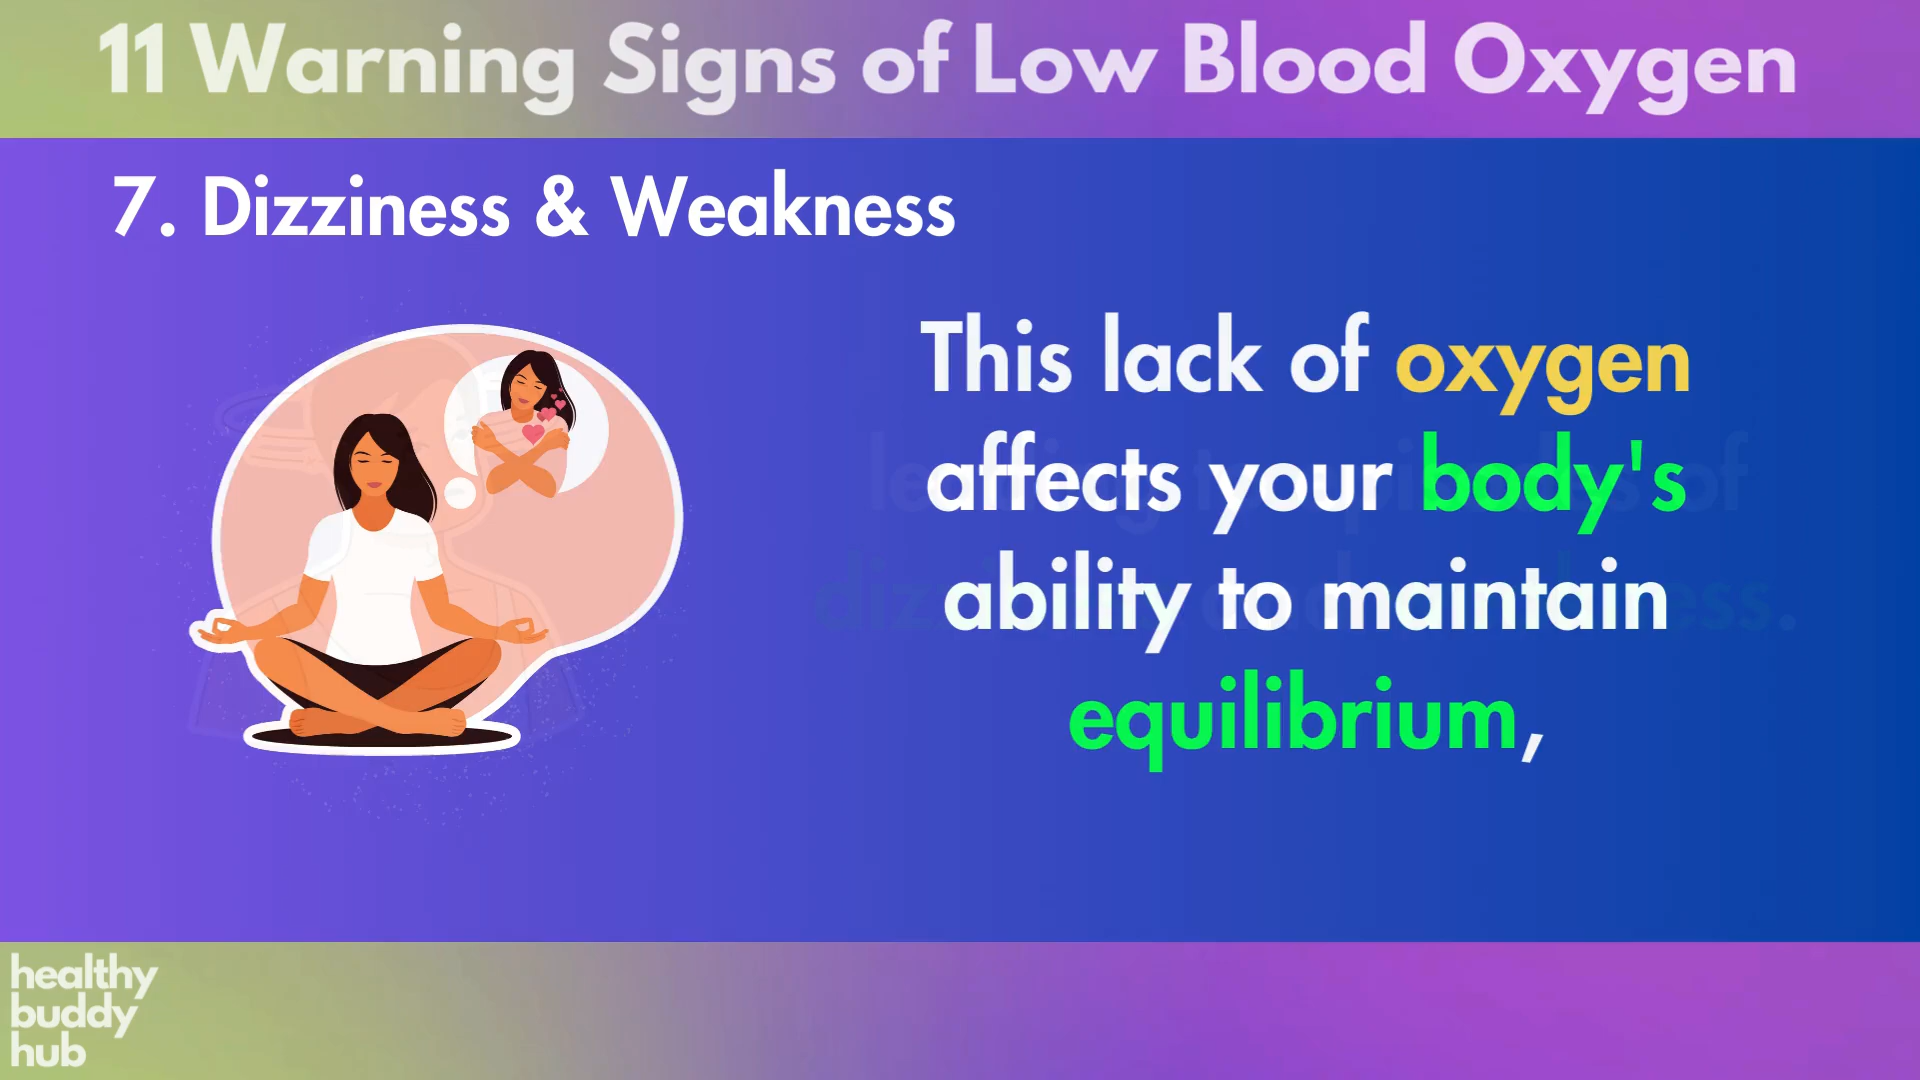 11 Warning Signs of Low Blood Oxygen
7. Dizziness & Weakness
This lack of oxygen
affects your body's
ability to maintain
equilibrium,
healthy
buddy
hub